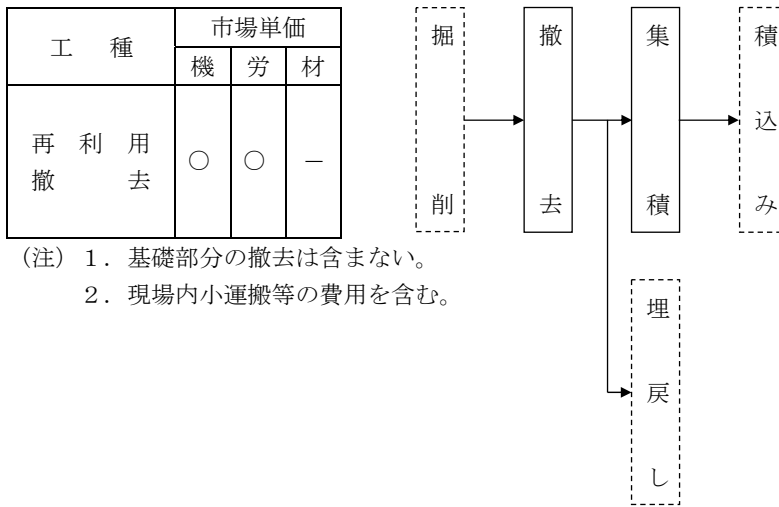 工 種
市場単価
機 労 材
再 利 用
撤 去
○ ○ －
(注) 1．基礎部分の撤去は含まない。
2．現場内小運搬等の費用を含む。
掘削
撤去
集積
積込み
埋戻し